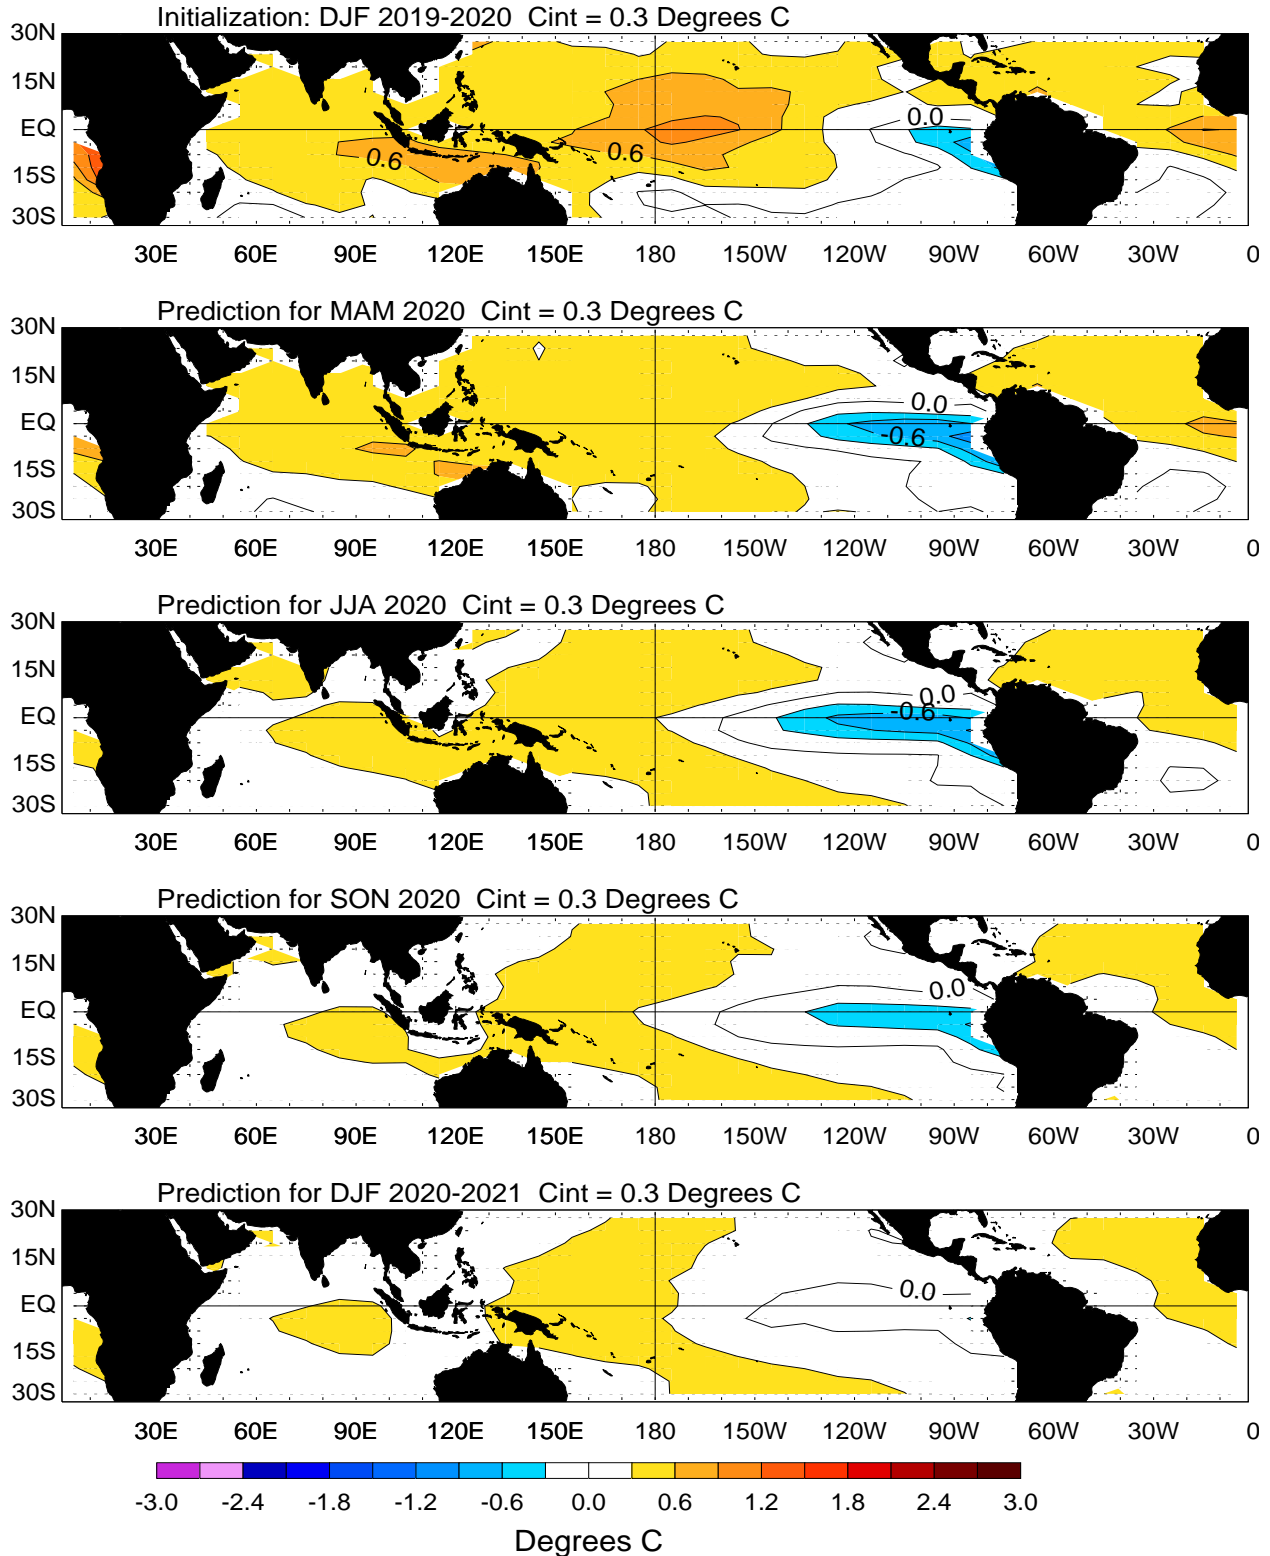 Initialization: DJF 2019-2020  Cint = 0.3 Degrees C
30N
15N
EQ
15S
30S
0.0
0.6
0.6
30E 60E 90E 120E 150E 180 150W 120W 90W 60W 30W 0
Prediction for MAM 2020  Cint = 0.3 Degrees C
30N
15N
EQ
15S
30S
0.0
-0.6
30E 60E 90E 120E 150E 180 150W 120W 90W 60W 30W 0
Prediction for JJA 2020  Cint = 0.3 Degrees C
30N
15N
EQ
15S
30S
0.0
-0.6
30E 60E 90E 120E 150E 180 150W 120W 90W 60W 30W 0
Prediction for SON 2020  Cint = 0.3 Degrees C
30N
15N
EQ
15S
30S
0.0
30E 60E 90E 120E 150E 180 150W 120W 90W 60W 30W 0
Prediction for DJF 2020-2021  Cint = 0.3 Degrees C
30N
15N
EQ
15S
30S
0.0
30E 60E 90E 120E 150E 180 150W 120W 90W 60W 30W 0
-3.0 -2.4 -1.8 -1.2 -0.6 0.0 0.6 1.2 1.8 2.4 3.0
Degrees C